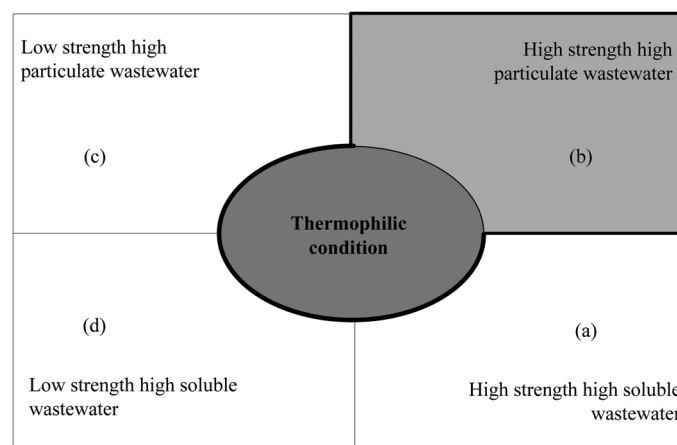 Low strength high
particulate wastewater
(c)
High strength high
particulate wastewater
(b)
Thermophilic
condition
(d)
Low strength high soluble
wastewater
(a)
High strength high soluble
wastewater